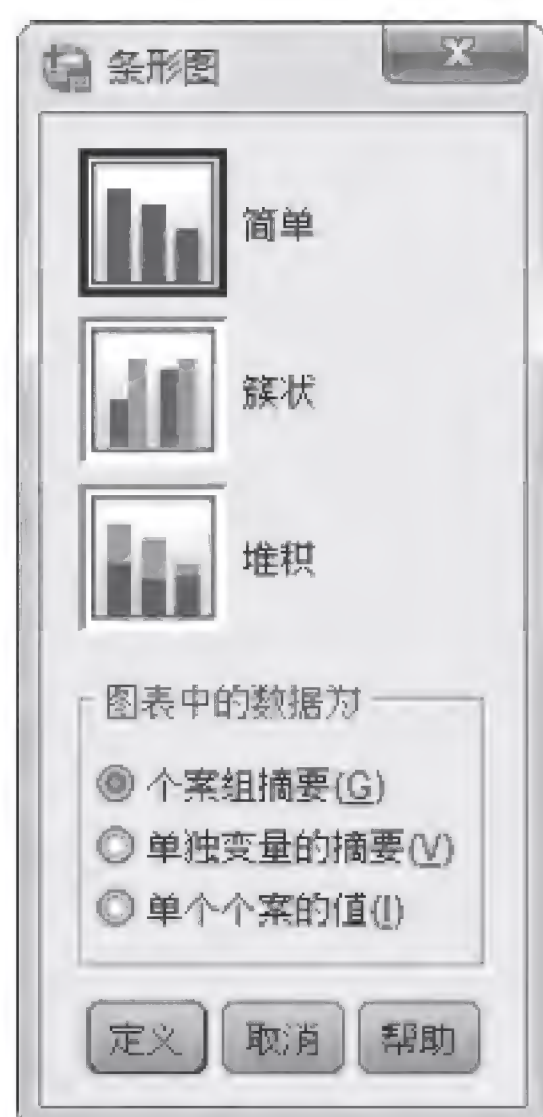 条形图
简单
簇状
堆积
图表中的数据为
个案组摘要(G)
单独变量的摘要(V)
单个个案的值(I)
定义 取消 帮助